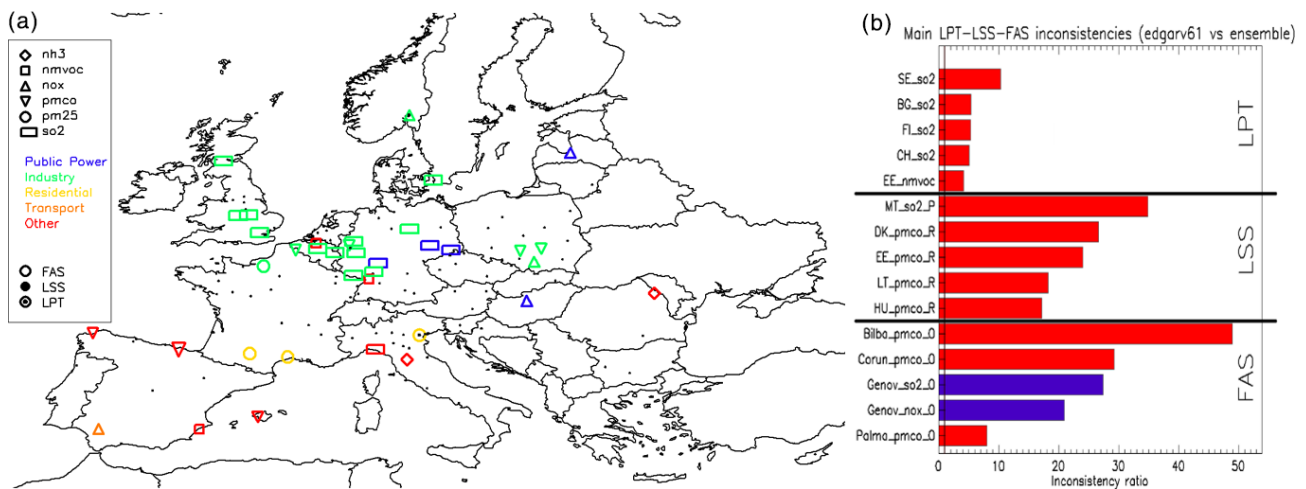 (a)
nh3
nmvoc
nox
pmco
pm25
so2
Public Power
Industry
Residential
Transport
Other
FAS
LSS
LPT
(b)
Main LPT-LSS-FAS inconsistencies (edgarv61 vs ensemble)
SE_so2
BG_so2
FI_so2
CH_so2
EE_nmvoc
LPT
MT_so2_P
DK_pmco_R
EE_pmco_R
LT_pmco_R
HU_pmco_R
LSS
Bilba_pmco_O
Corun_pmco_O
Genov_so2_O
Genov_nox_O
Palma_pmco_O
FAS
0 10 20 30 40 50
Inconsistency ratio